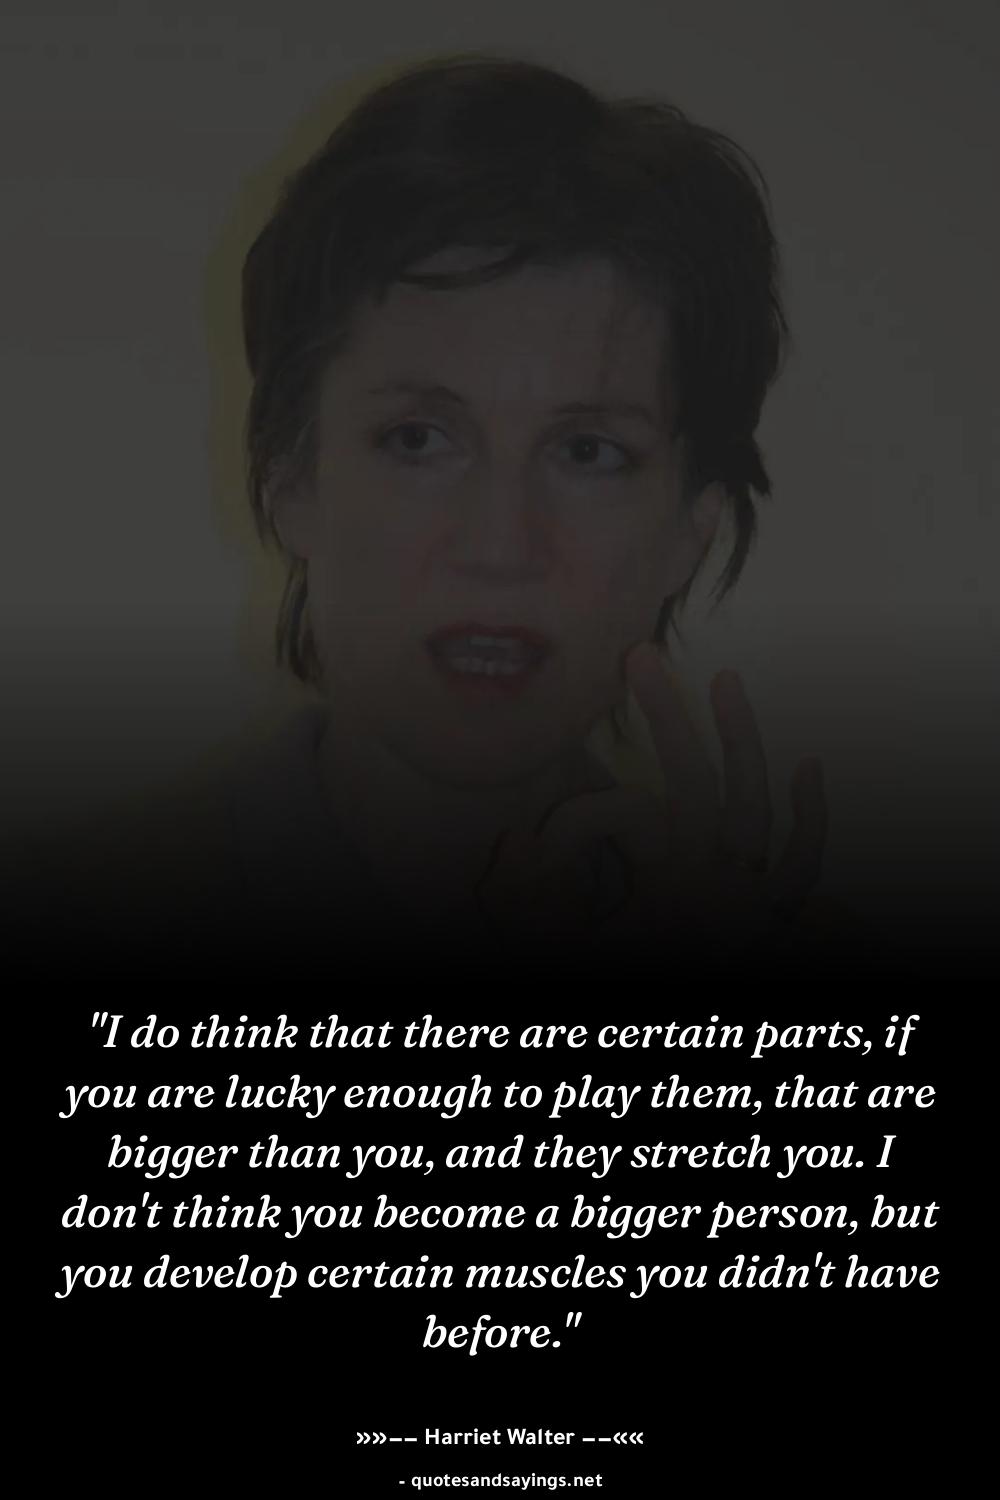 "I do think that there are certain parts, if
you are lucky enough to play them, that are
bigger than you, and they stretch you. I
don't think you become a bigger person, but
you develop certain muscles you didn't have
before."
»»−− Harriet Walter −−««
- quotesandsayings.net